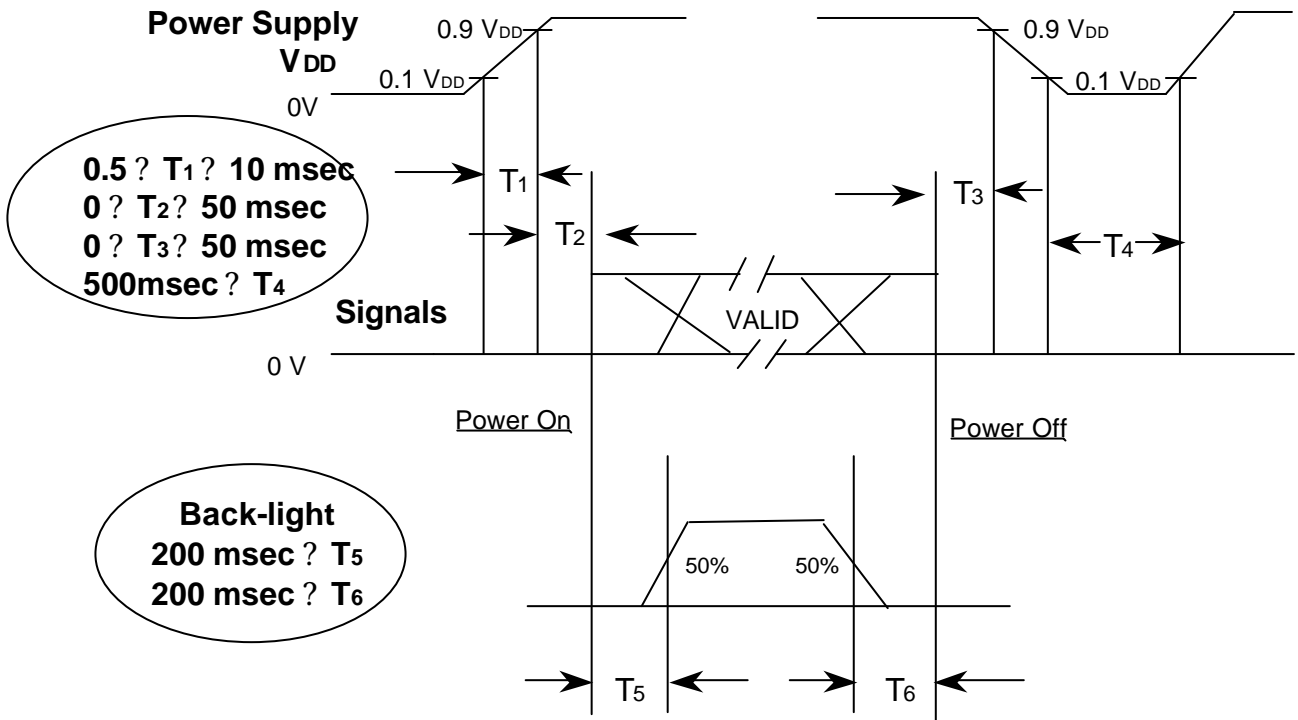 Power Supply
VDD
0.9 VDD
0.1 VDD
0V
0.9 VDD
0.1 VDD
0.5 ? T1 ? 10 msec
0 ? T2 ? 50 msec
0 ? T3 ? 50 msec
500msec ? T4
T1
T2
T3
T4
Signals
VALID
0 V
Power On
Power Off
Back-light
200 msec ? T5
200 msec ? T6
50%
50%
T5
T6